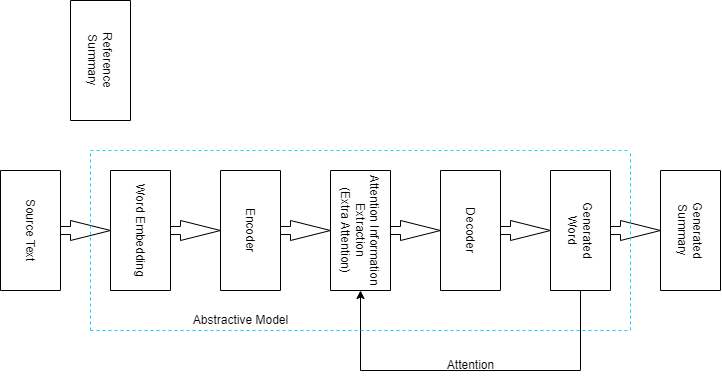 Reference
Summary
Source Text
Word Embedding
Encoder
Attention Information
Extraction
(Extra Attention)
Decoder
Generated
Word
Generated
Summary
Abstractive Model
Attention